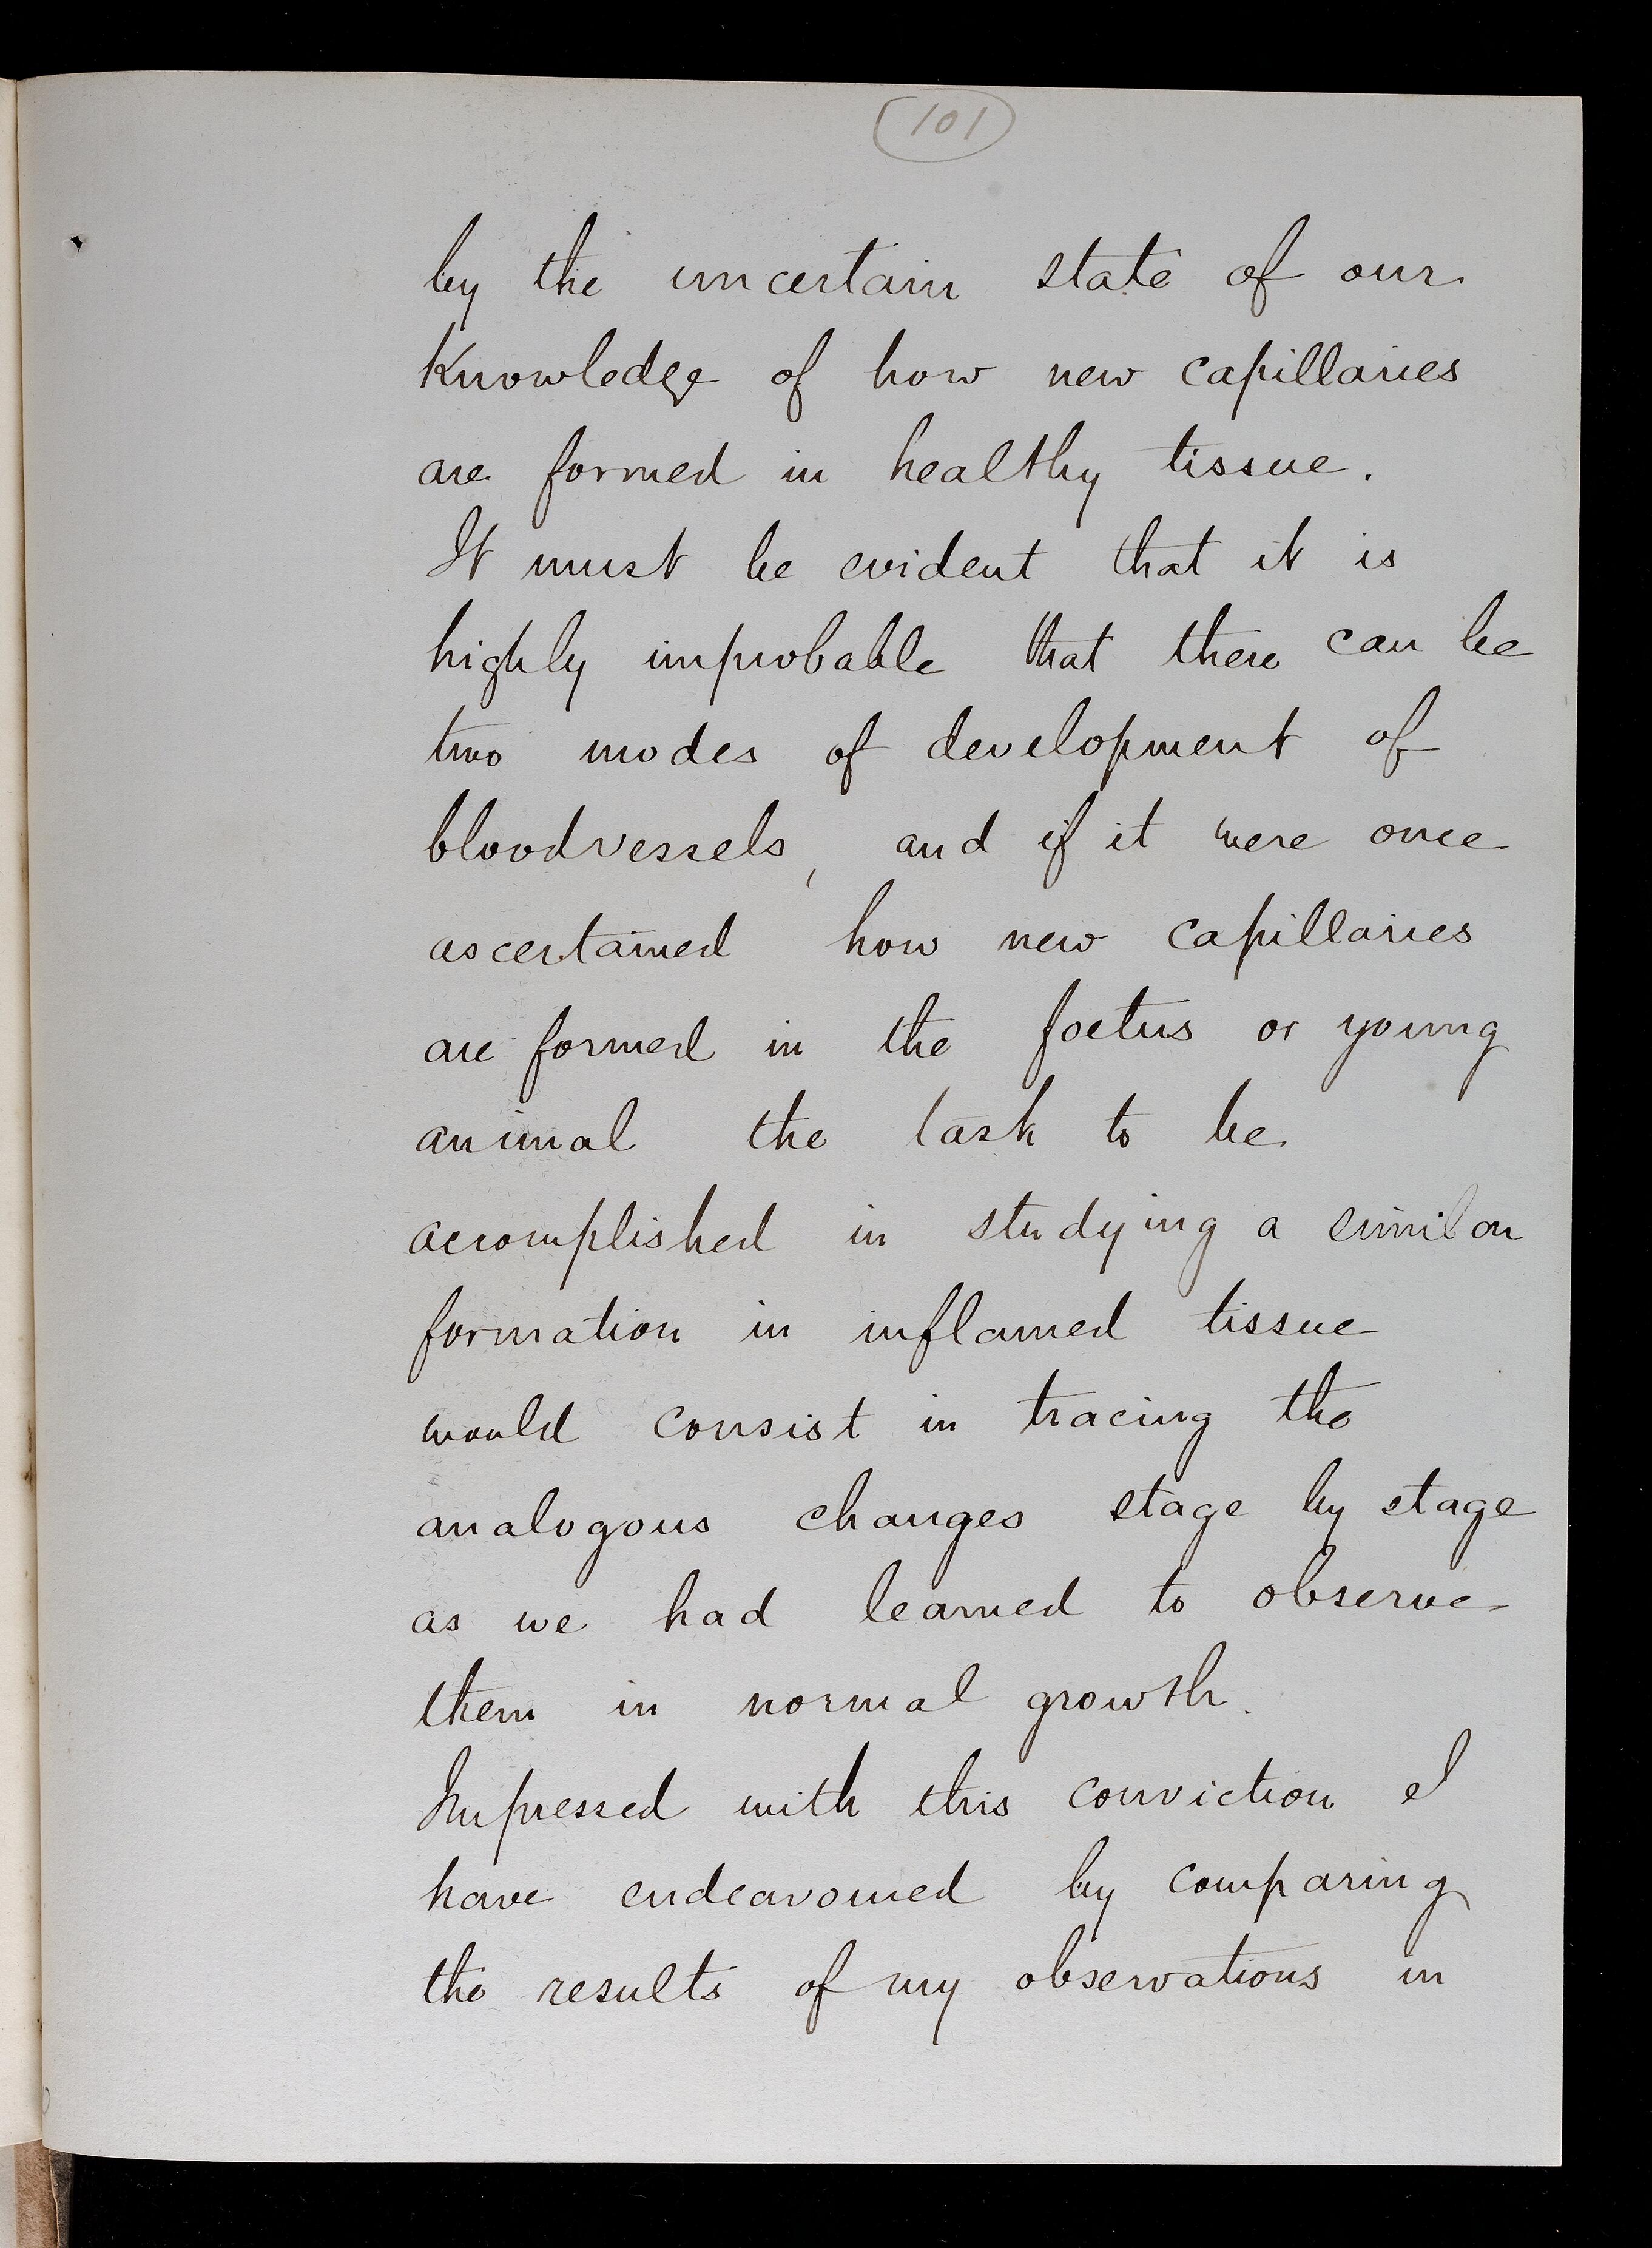 101
by the uncertain state of our
knowledge of how new capillaries
are formed in healthy tissue.
It must be evident that it is
highly improbable that there can be
two modes of development of
bloodvessels, and if it were once
ascertained how new capillaries
are formed in the foetus or young
animal the task to be
accomplished in studying a similar
formation in inflamed tissue
would consist in tracing the
analogous changes stage by stage
as we had learned to observe
them in normal growth.
Impressed with this conviction I
have endeavoured by comparing
the results of my observations in